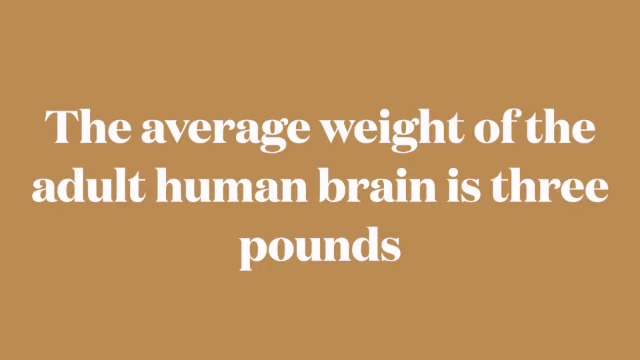 The average weight of the
adult human brain is three
pounds